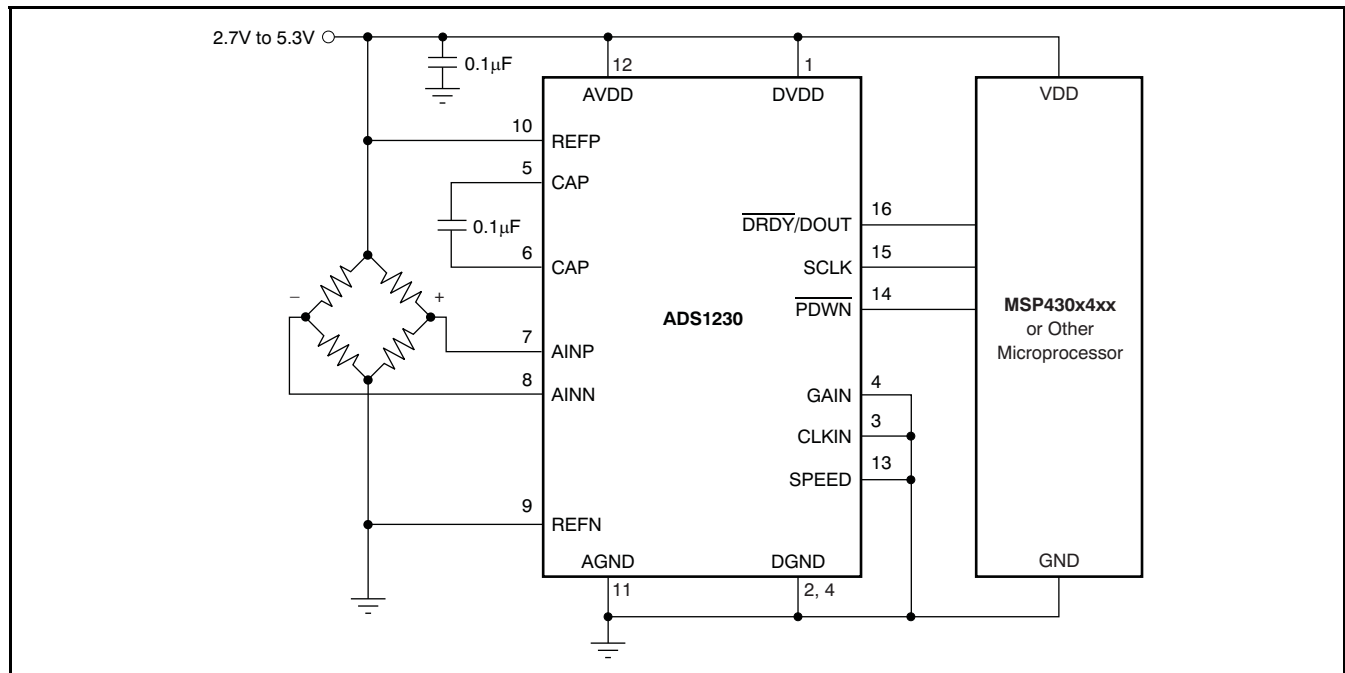 2.7V to 5.3V
0.1μF
12
1
AVDD
DVDD
VDD
10
REFP
5
CAP
0.1μF
6
CAP
16
DRDY/DOUT
15
SCLK
14
PDWN
ADS1230
MSP430x4xx
or Other
Microprocessor
−
+
7
AINP
8
AINN
4
GAIN
3
CLKIN
13
SPEED
9
REFN
AGND
DGND
GND
11
2, 4